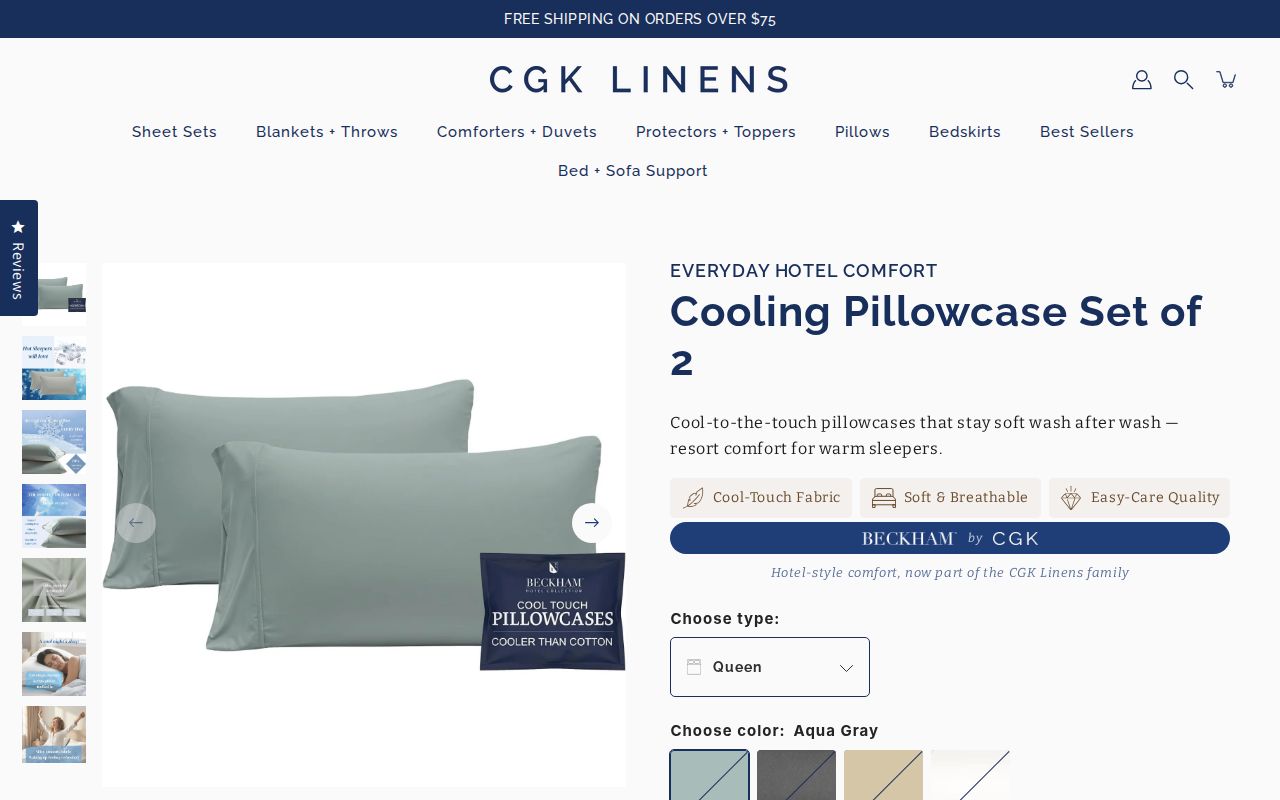 FREE SHIPPING ON ORDERS OVER $75
CGK LINENS
Sheet Sets
Blankets + Throws
Comforters + Duvets
Protectors + Toppers
Pillows
Bedskirts
Best Sellers
Bed + Sofa Support
Reviews
Hot Sleepers
will love
BECKHAM
HOTEL COLLECTION
COOL TOUCH
PILLOWCASES
COOLER THAN COTTON
EVERYDAY HOTEL COMFORT
Cooling Pillowcase Set of
2
Cool-to-the-touch pillowcases that stay soft wash after wash —
resort comfort for warm sleepers.
Cool-Touch Fabric
Soft & Breathable
Easy-Care Quality
BECKHAM by CGK
Hotel-style comfort, now part of the CGK Linens family
Choose type:
Queen
Choose color: Aqua Gray